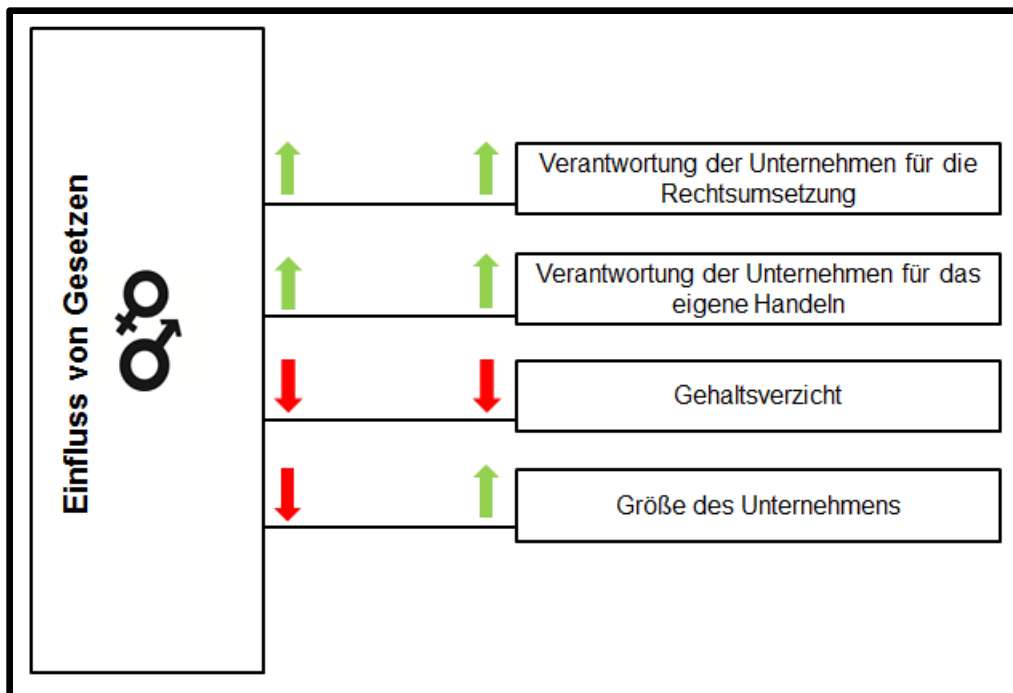 Einfluss von Gesetzen
Verantwortung der Unternehmen für die
Rechtsumsetzung
Verantwortung der Unternehmen für das
eigene Handeln
Gehaltsverzicht
Größe des Unternehmens